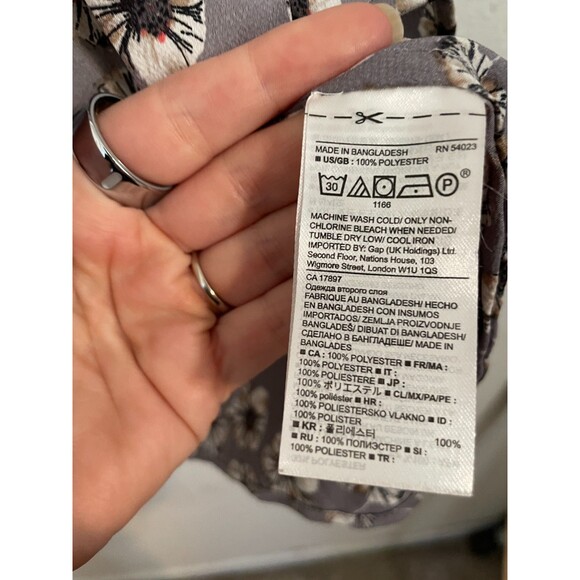 MADE IN BANGLADESH RN 54023
■ US/GB : 100% POLYESTER
30 P ®
1166
MACHINE WASH COLD/ ONLY NON-
CHLORINE BLEACH WHEN NEEDED/
TUMBLE DRY LOW/ COOL IRON
IMPORTED BY: Gap (UK Holdings) Ltd.
Second Floor, Nations House, 103
Wigmore Street, London W1U 1QS
CA 17897
Одежда второго слоя
FABRIQUE AU BANGLADESH/ HECHO
EN BANGLADESH CON INSUMOS
IMPORTADOS/ ZEMLJA PROIZVODNJE
BANGLADEŠ/ DIBUAT DI BANGLADESH/
СДЕЛАНО В БАНГЛАДЕШЕ/ MADE IN
BANGLADES
■ CA : 100% POLYESTER ■ FR/MA :
100% POLYESTER ■ IT :
100% POLIESTERE ■ JP :
100% ポリエステル ■ CL/MX/PA/PE :
100% poliéster ■ HR :
100% POLIESTERSKO VLAKNO ■ ID :
100% POLYESTER
■ KR : 폴리에스터 100%
■ RU : 100% ПОЛИЭСТЕР ■ SI :
100% POLIESTER ■ TR :